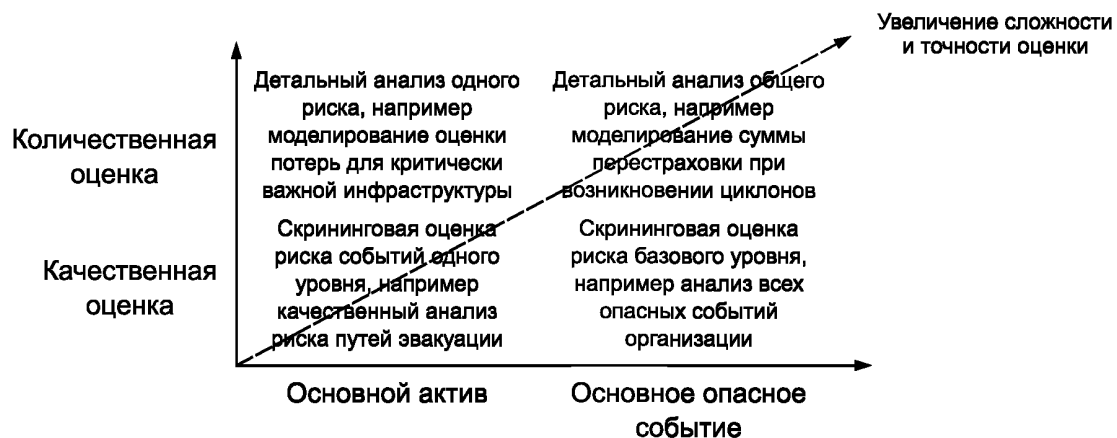 Увеличение сложности
и точности оценки
Количественная
оценка
Детальный анализ одного
риска, например
моделирование оценки
потерь для критически
важной инфраструктуры
Детальный анализ общего
риска, например
моделирование суммы
перестраховки при
возникновении циклонов
Качественная
оценка
Скрининговая оценка
риска событий одного
уровня, например
качественный анализ
риска путей эвакуации
Скрининговая оценка
риска базового уровня,
например анализ всех
опасных событий
организации
Основной актив
Основное опасное
событие